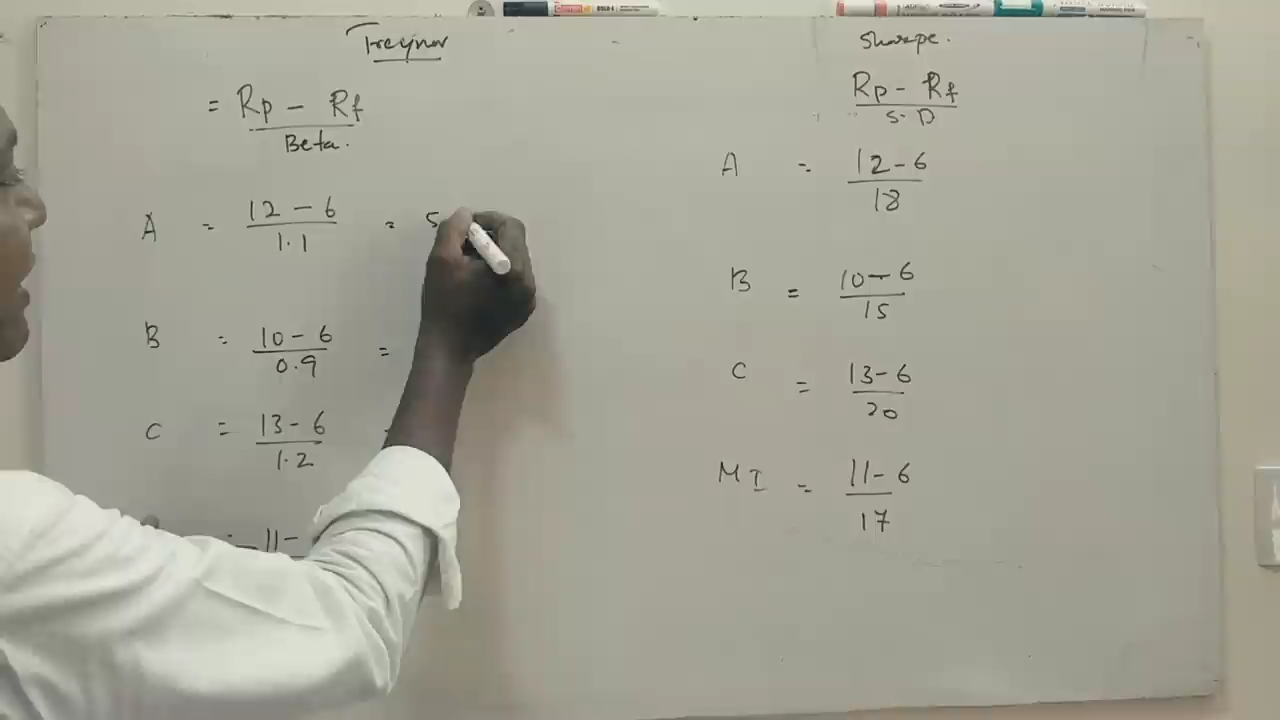 Treynor
= Rp - Rf
Beta.
A = 12 - 6 = 5
1.1
B = 10 - 6 =
0.9
C = 13 - 6
1.2
= 11 -
Sharpe.
Rp - Rf
S.D
A = 12 - 6
18
B = 10 - 6
15
C = 13 - 6
20
MI = 11 - 6
17